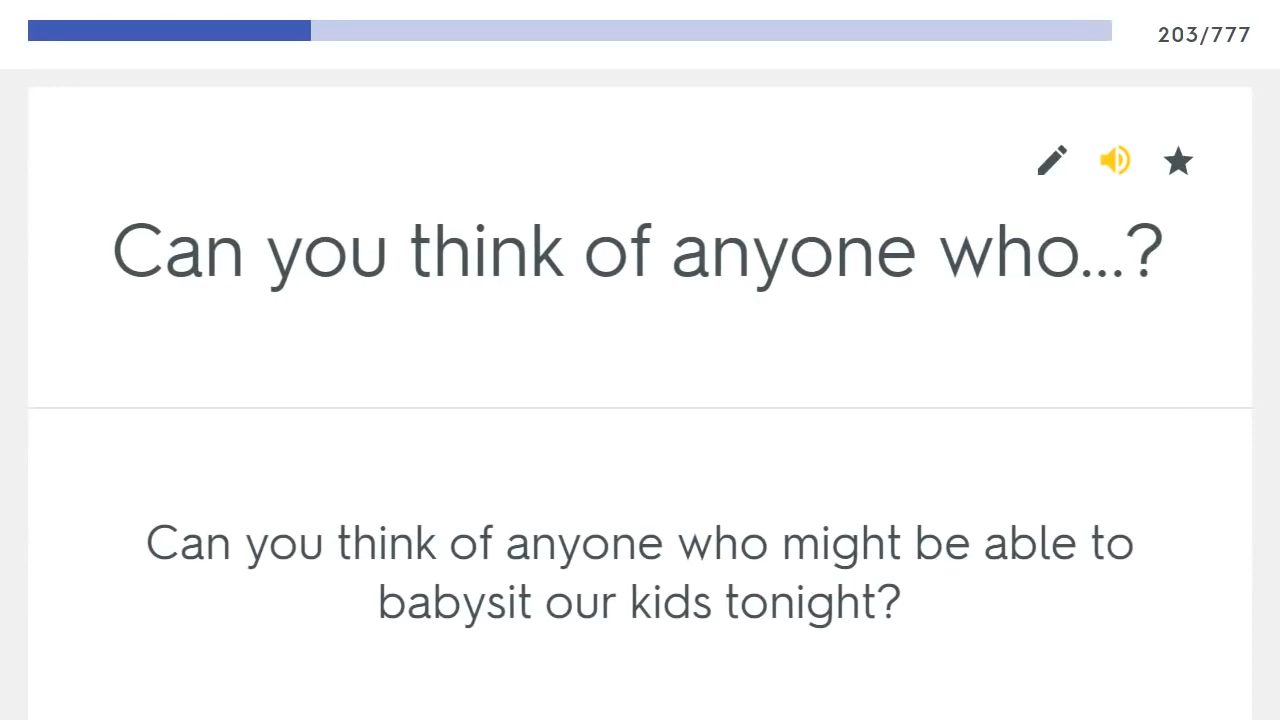 203/777
Can you think of anyone who...?
Can you think of anyone who might be able to
babysit our kids tonight?